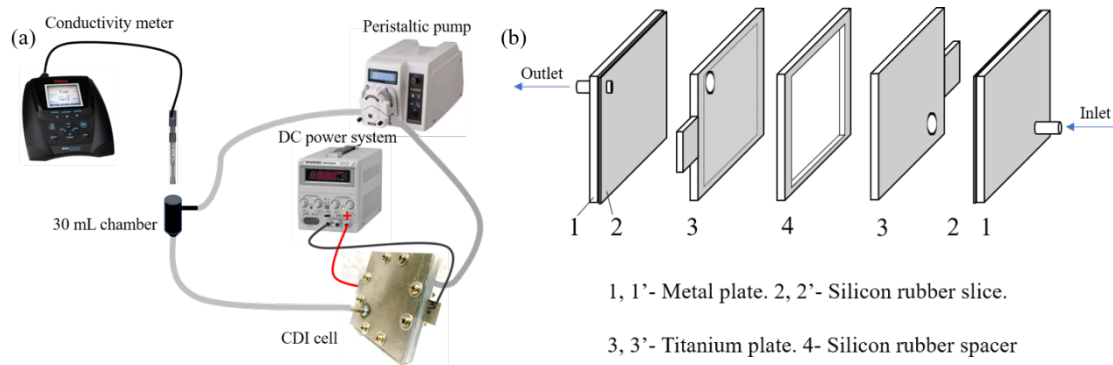 (a)
Conductivity meter
Peristaltic pump
DC power system
30 mL chamber
CDI cell
(b)
Outlet
Inlet
1 2 3 4 3 2 1
1, 1’- Metal plate. 2, 2’- Silicon rubber slice.
3, 3’- Titanium plate. 4- Silicon rubber spacer